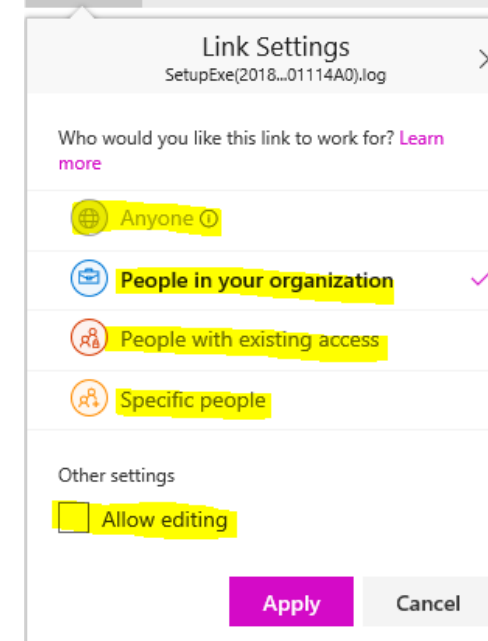 Link Settings
SetupExe(2018...01114A0).log
Who would you like this link to work for? Learn
more
Anyone
People in your organization
People with existing access
Specific people
Other settings
Allow editing
Apply
Cancel